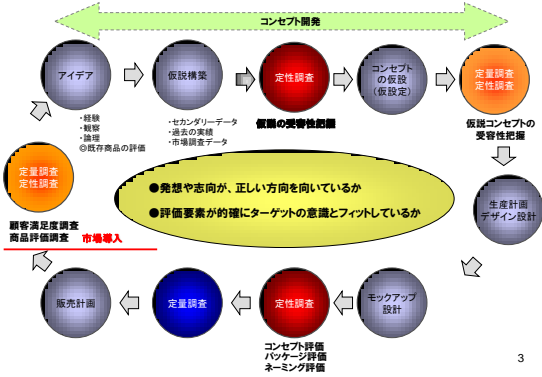 コンセプト開発
アイデア
仮説構築
定性調査
コンセプト
の仮設
（仮設定）
定量調査
定性調査
・経験
・観察
・論理
◎既存商品の評価
・セカンダリーデータ
・過去の実績
・市場調査データ
仮説の受容性把握
仮説コンセプトの
受容性把握
定量調査
定性調査
●発想や志向が、正しい方向を向いているか
●評価要素が的確にターゲットの意識とフィットしているか
生産計画
デザイン設計
顧客満足度調査
商品評価調査
市場導入
販売計画
定量調査
定性調査
モックアップ
設計
コンセプト評価
パッケージ評価
ネーミング評価
3